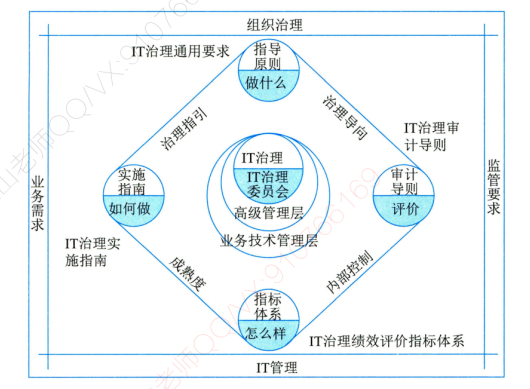 组织治理
IT治理通用要求
指导
原则
做什么
治理指引
治理导向
IT治理审
计导则
业务需求
监管要求
实施
指南
如何做
IT治理
IT治理
委员会
高级管理层
业务技术管理层
审计
导则
评价
IT治理实
施指南
成熟度
内部控制
指标
体系
怎么样
IT治理绩效评价指标体系
IT管理